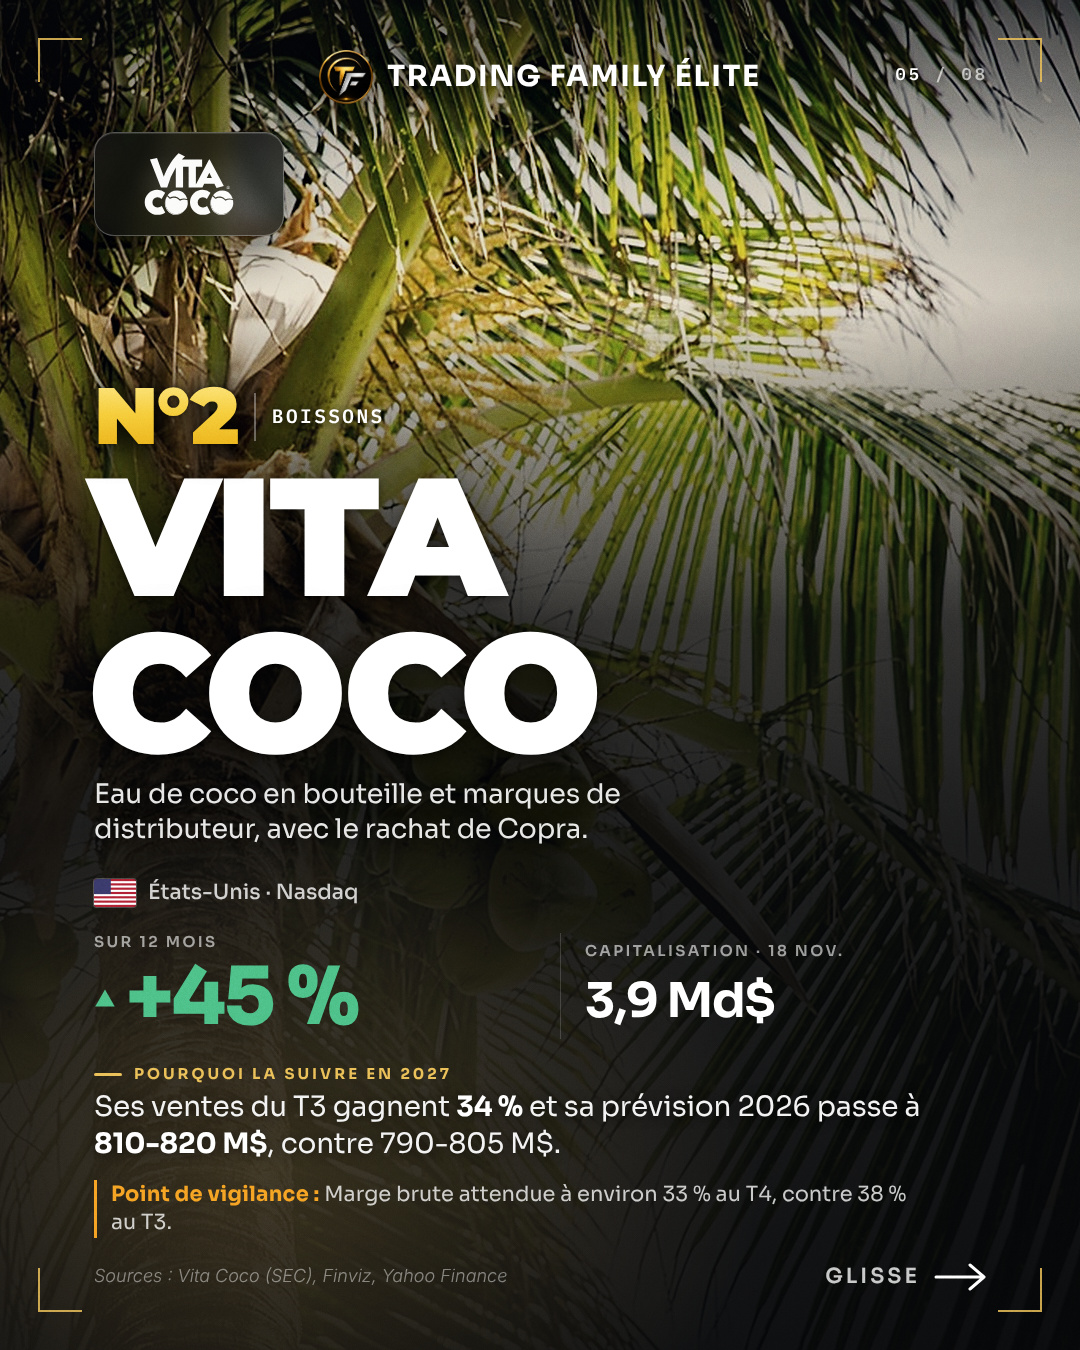 TF
TRADING FAMILY ÉLITE
05 / 08
VITA
COCO
N°2
BOISSONS
VITA
COCO
Eau de coco en bouteille et marques de
distributeur, avec le rachat de Copra.
États-Unis · Nasdaq
SUR 12 MOIS
+45 %
CAPITALISATION · 18 NOV.
3,9 Md$
POURQUOI LA SUIVRE EN 2027
Ses ventes du T3 gagnent 34 % et sa prévision 2026 passe à
810-820 M$, contre 790-805 M$.
Point de vigilance : Marge brute attendue à environ 33 % au T4, contre 38 %
au T3.
Sources : Vita Coco (SEC), Finviz, Yahoo Finance
GLISSE